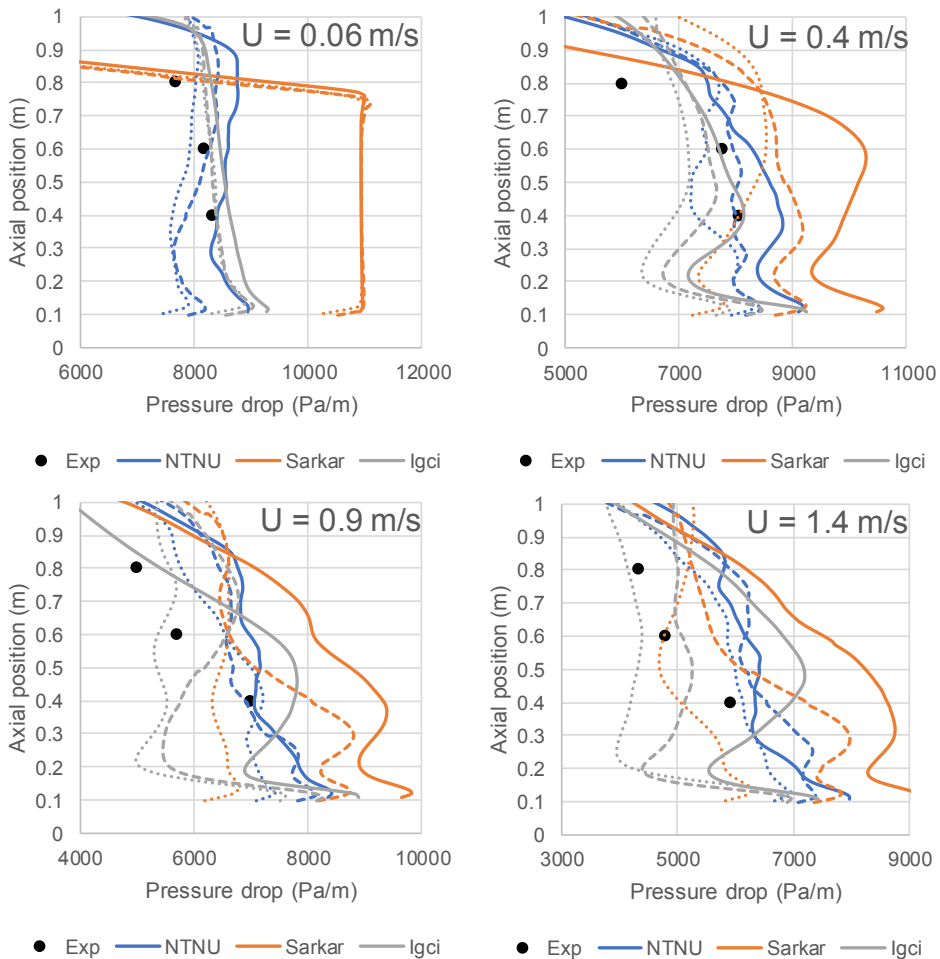 U = 0.06 m/s
Axial position (m)
1
0.9
0.8
0.7
0.6
0.5
0.4
0.3
0.2
0.1
0
6000 8000 10000 12000
Pressure drop (Pa/m)
Exp NTNU Sarkar Igci
U = 0.4 m/s
Axial position (m)
1
0.9
0.8
0.7
0.6
0.5
0.4
0.3
0.2
0.1
0
5000 7000 9000 11000
Pressure drop (Pa/m)
Exp NTNU Sarkar Igci
U = 0.9 m/s
Axial position (m)
1
0.9
0.8
0.7
0.6
0.5
0.4
0.3
0.2
0.1
0
4000 6000 8000 10000
Pressure drop (Pa/m)
Exp NTNU Sarkar Igci
U = 1.4 m/s
Axial position (m)
1
0.9
0.8
0.7
0.6
0.5
0.4
0.3
0.2
0.1
0
3000 5000 7000 9000
Pressure drop (Pa/m)
Exp NTNU Sarkar Igci